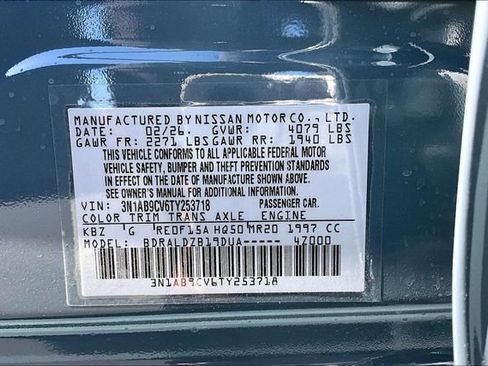 MANUFACTURED BY NISSAN MOTOR CO., LTD.
DATE: 02/26. GVWR: 4079 LBS
GAWR FR: 2271 LBS GAWR RR: 1940 LBS
THIS VEHICLE CONFORMS TO ALL APPLICABLE FEDERAL MOTOR
VEHICLE SAFETY, BUMPER AND THEFT PREVENTION STANDARDS
IN EFFECT ON THE DATE OF MANUFACTURE SHOWN ABOVE.
SEE OWNER'S MANUAL FOR ADDITIONAL INFORMATION.
VIN: 3N1AB9CV6TY253718 PASSENGER CAR.
COLOR TRIM TRANS AXLE ENGINE
KBZ G RE0F15A HQ50 MR20 1997 CC
MODEL: BDRALDZB19DUA----- 4Z000
3N1AB9CV6TY253718